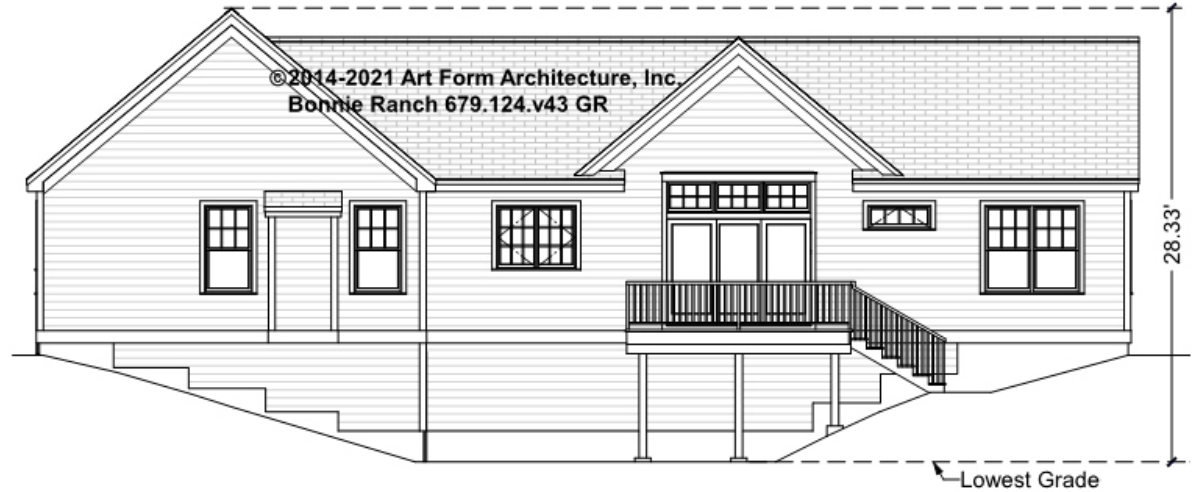 ©2014-2021 Art Form Architecture, Inc.
Bonnie Ranch 679.124.v43 GR
28.33'
Lowest Grade